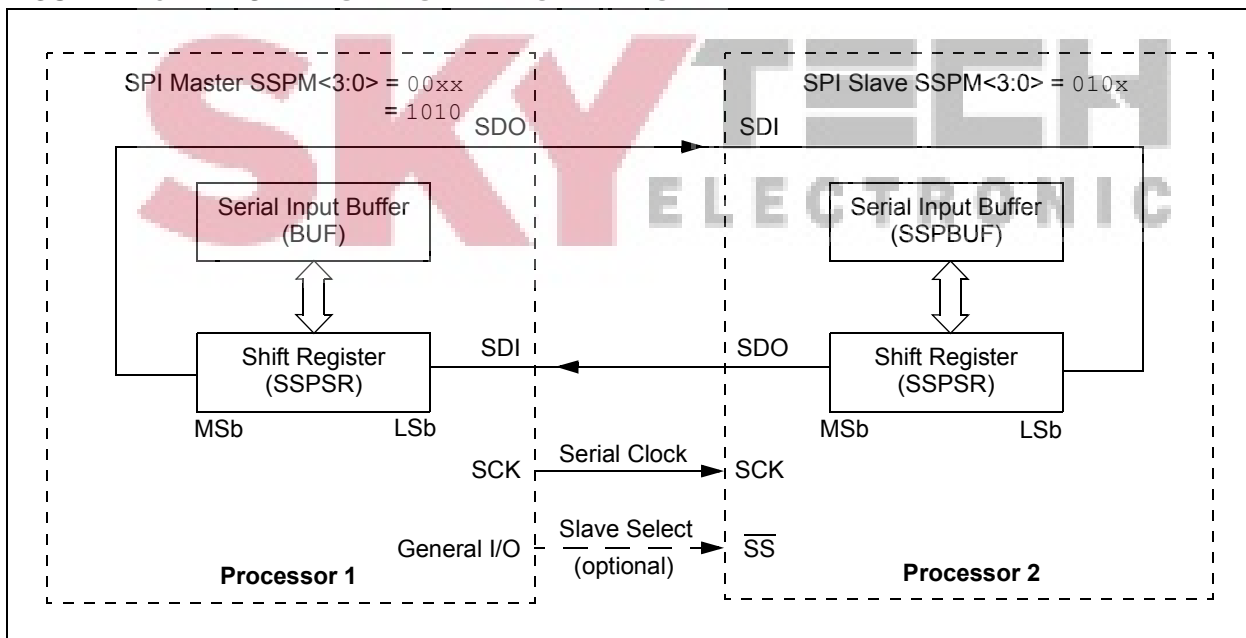 SKYTECH
ELECTRONIC
SPI Master SSPM<3:0> = 00xx
= 1010
SPI Slave SSPM<3:0> = 010x
SDO
SDI
Serial Input Buffer
(BUF)
Serial Input Buffer
(SSPBUF)
Shift Register
(SSPSR)
SDI
SDO
Shift Register
(SSPSR)
MSb
LSb
MSb
LSb
SCK
Serial Clock
SCK
General I/O
Slave Select
(optional)
SS
Processor 1
Processor 2